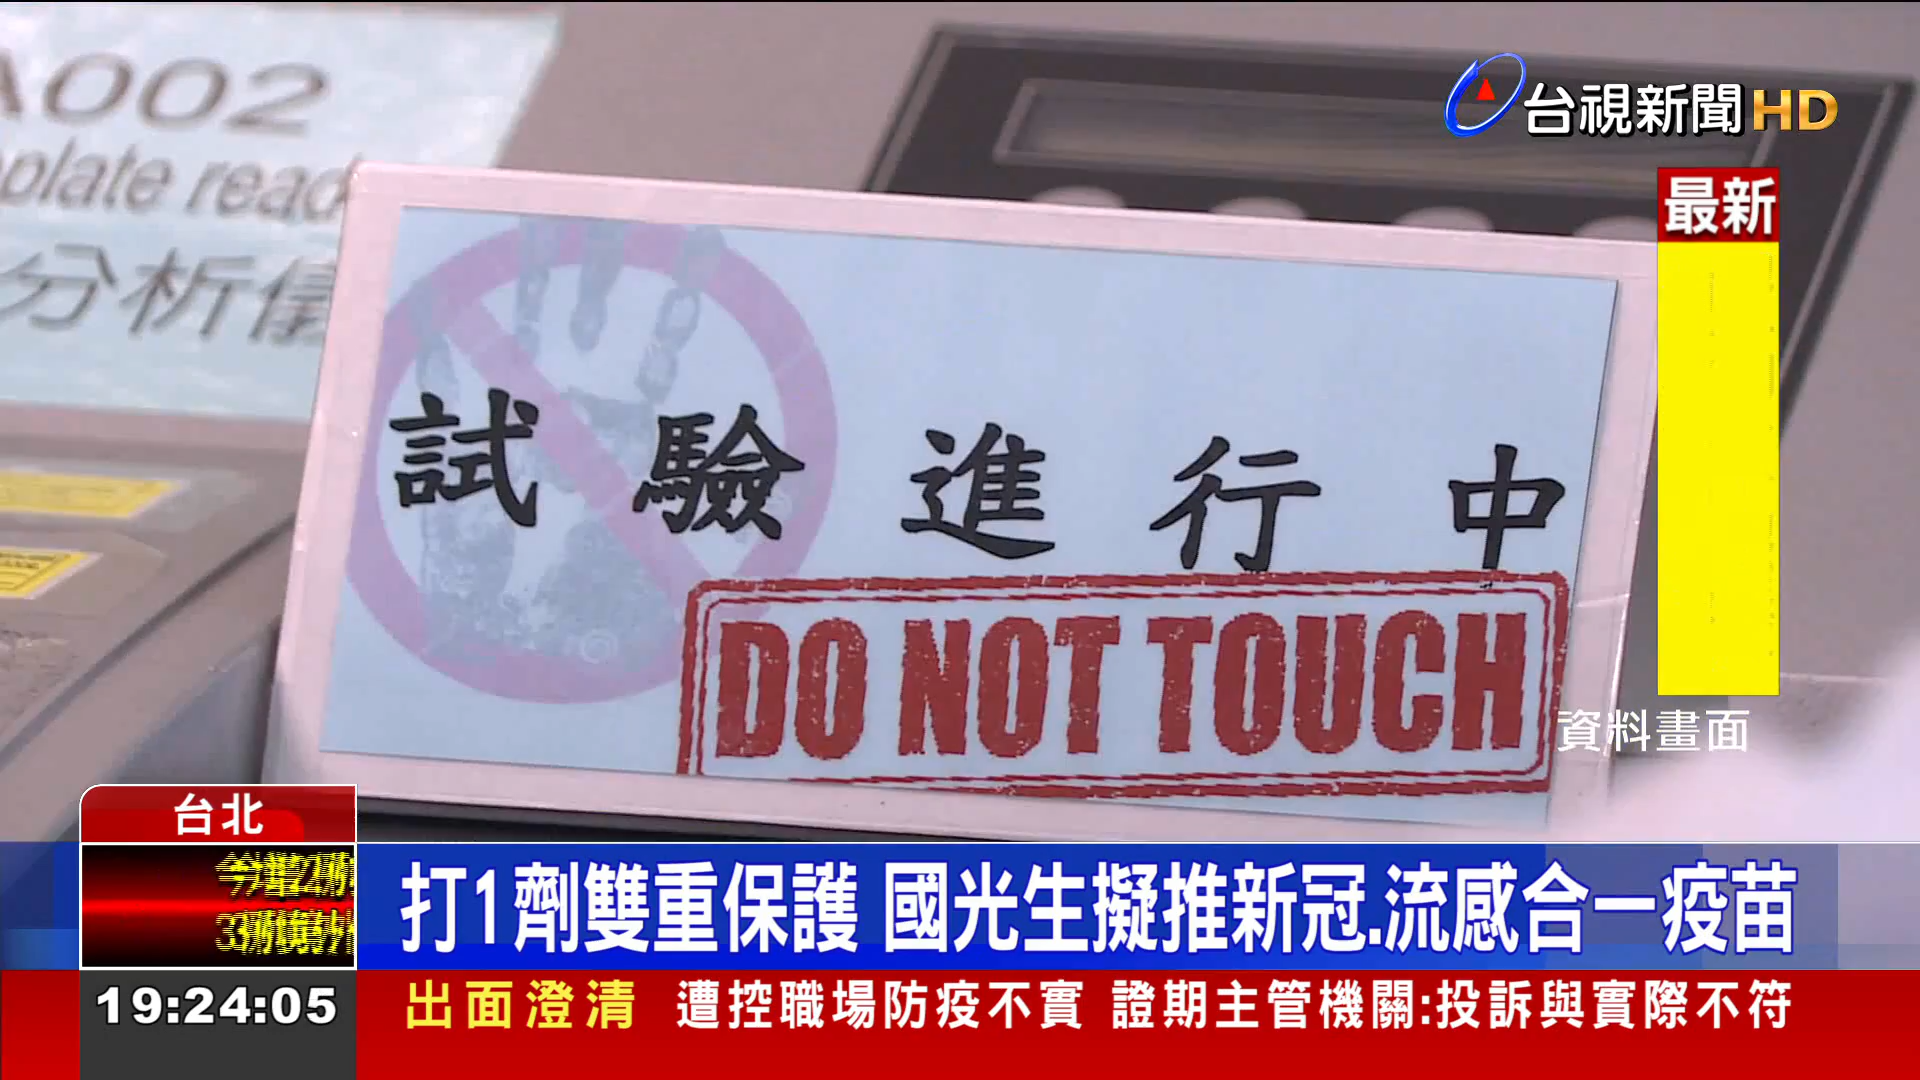 A002
plate read
分析儀
台視新聞HD
最新
試驗進行中
DO NOT TOUCH
資料畫面
台北
打1劑雙重保護 國光生擬推新冠.流感合一疫苗
19:24:05
出面澄清 遭控職場防疫不實 證期主管機關:投訴與實際不符